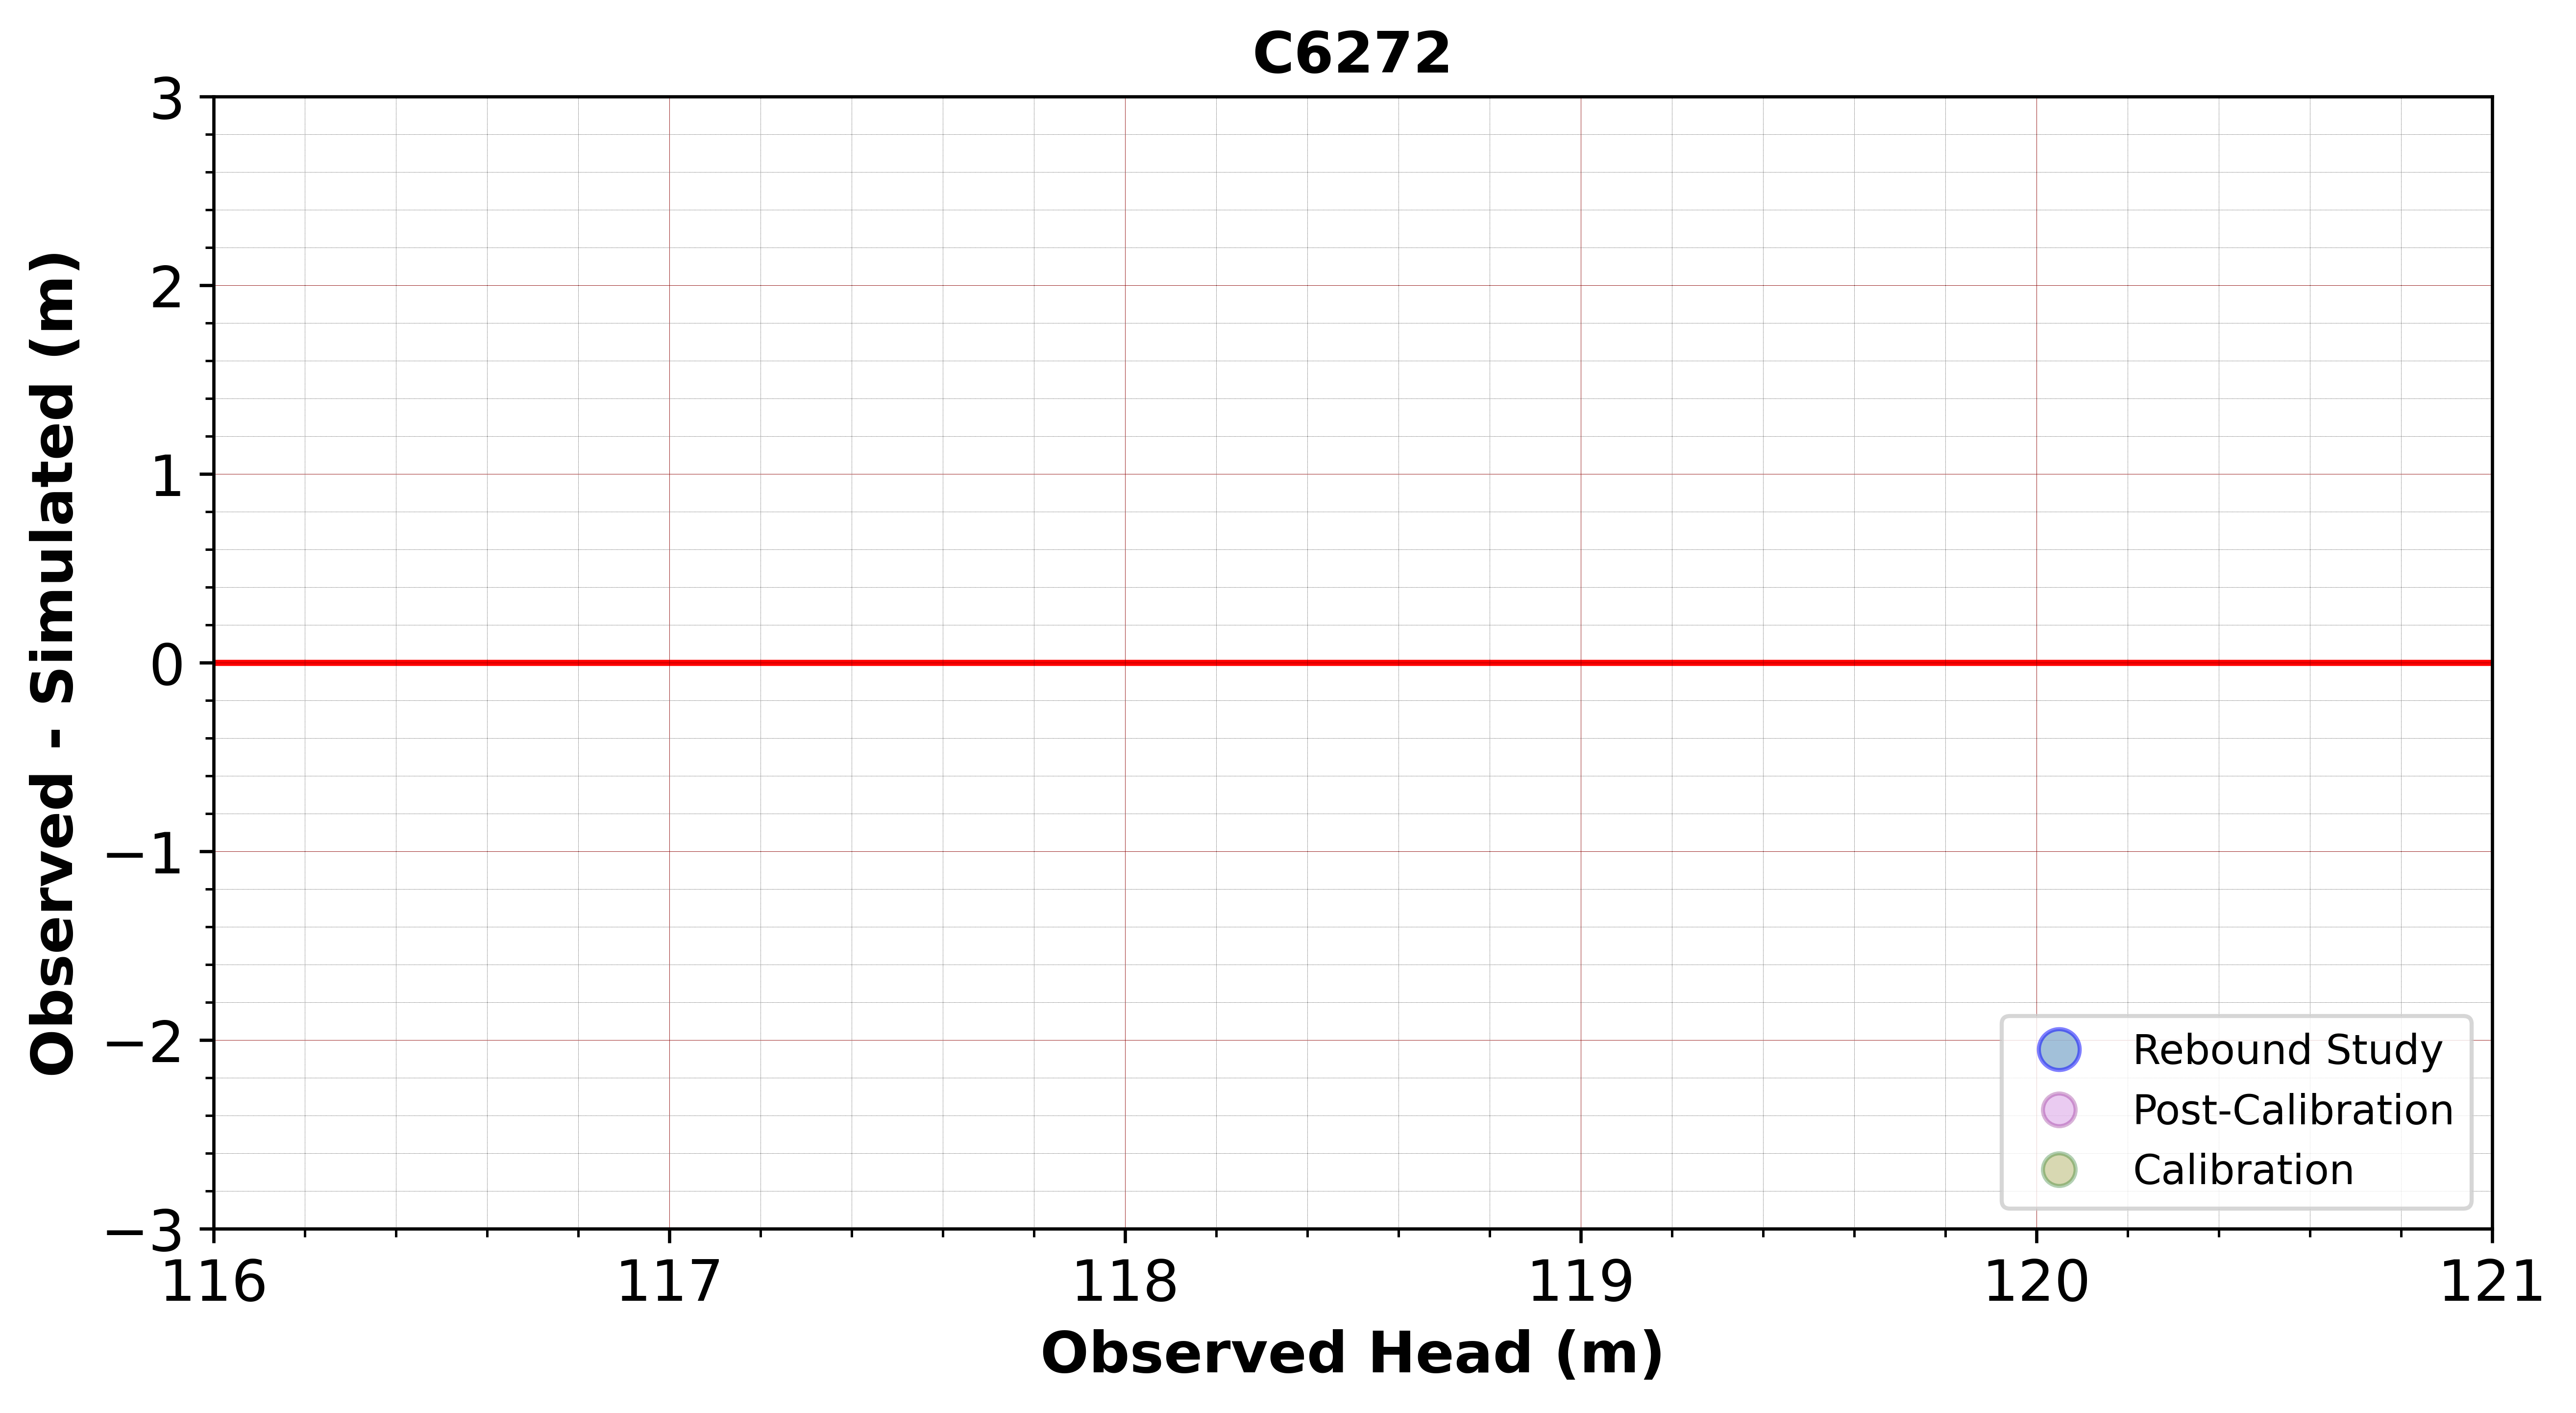 C6272
3
2
1
0
−1
−2
−3
Observed - Simulated (m)
Rebound Study
Post-Calibration
Calibration
116 117 118 119 120 121
Observed Head (m)